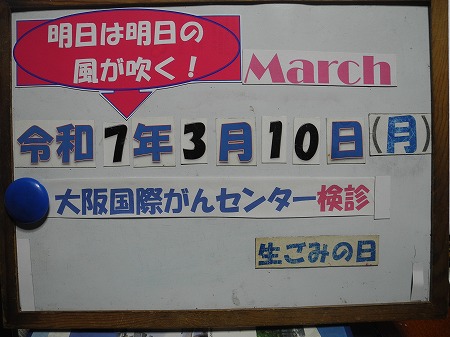 明日は明日の
風が吹く!
March
令和7年3月10日(月)
大阪国際がんセンター検診
生ごみの日